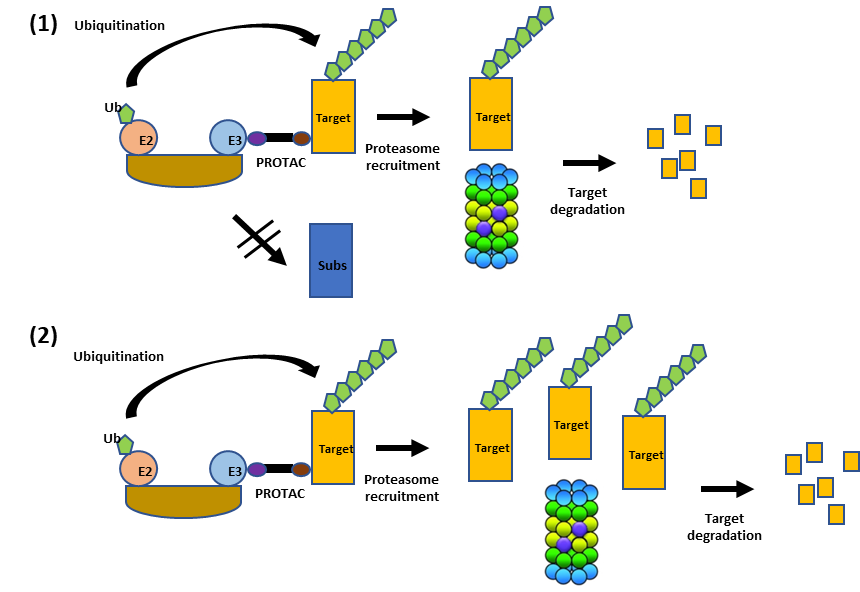 (1)
Ubiquitination
Ub
E2
E3
PROTAC
Target
Proteasome
recruitment
Target
Target
degradation
Subs
(2)
Ubiquitination
Ub
E2
E3
PROTAC
Target
Proteasome
recruitment
Target
Target
Target
Target
degradation